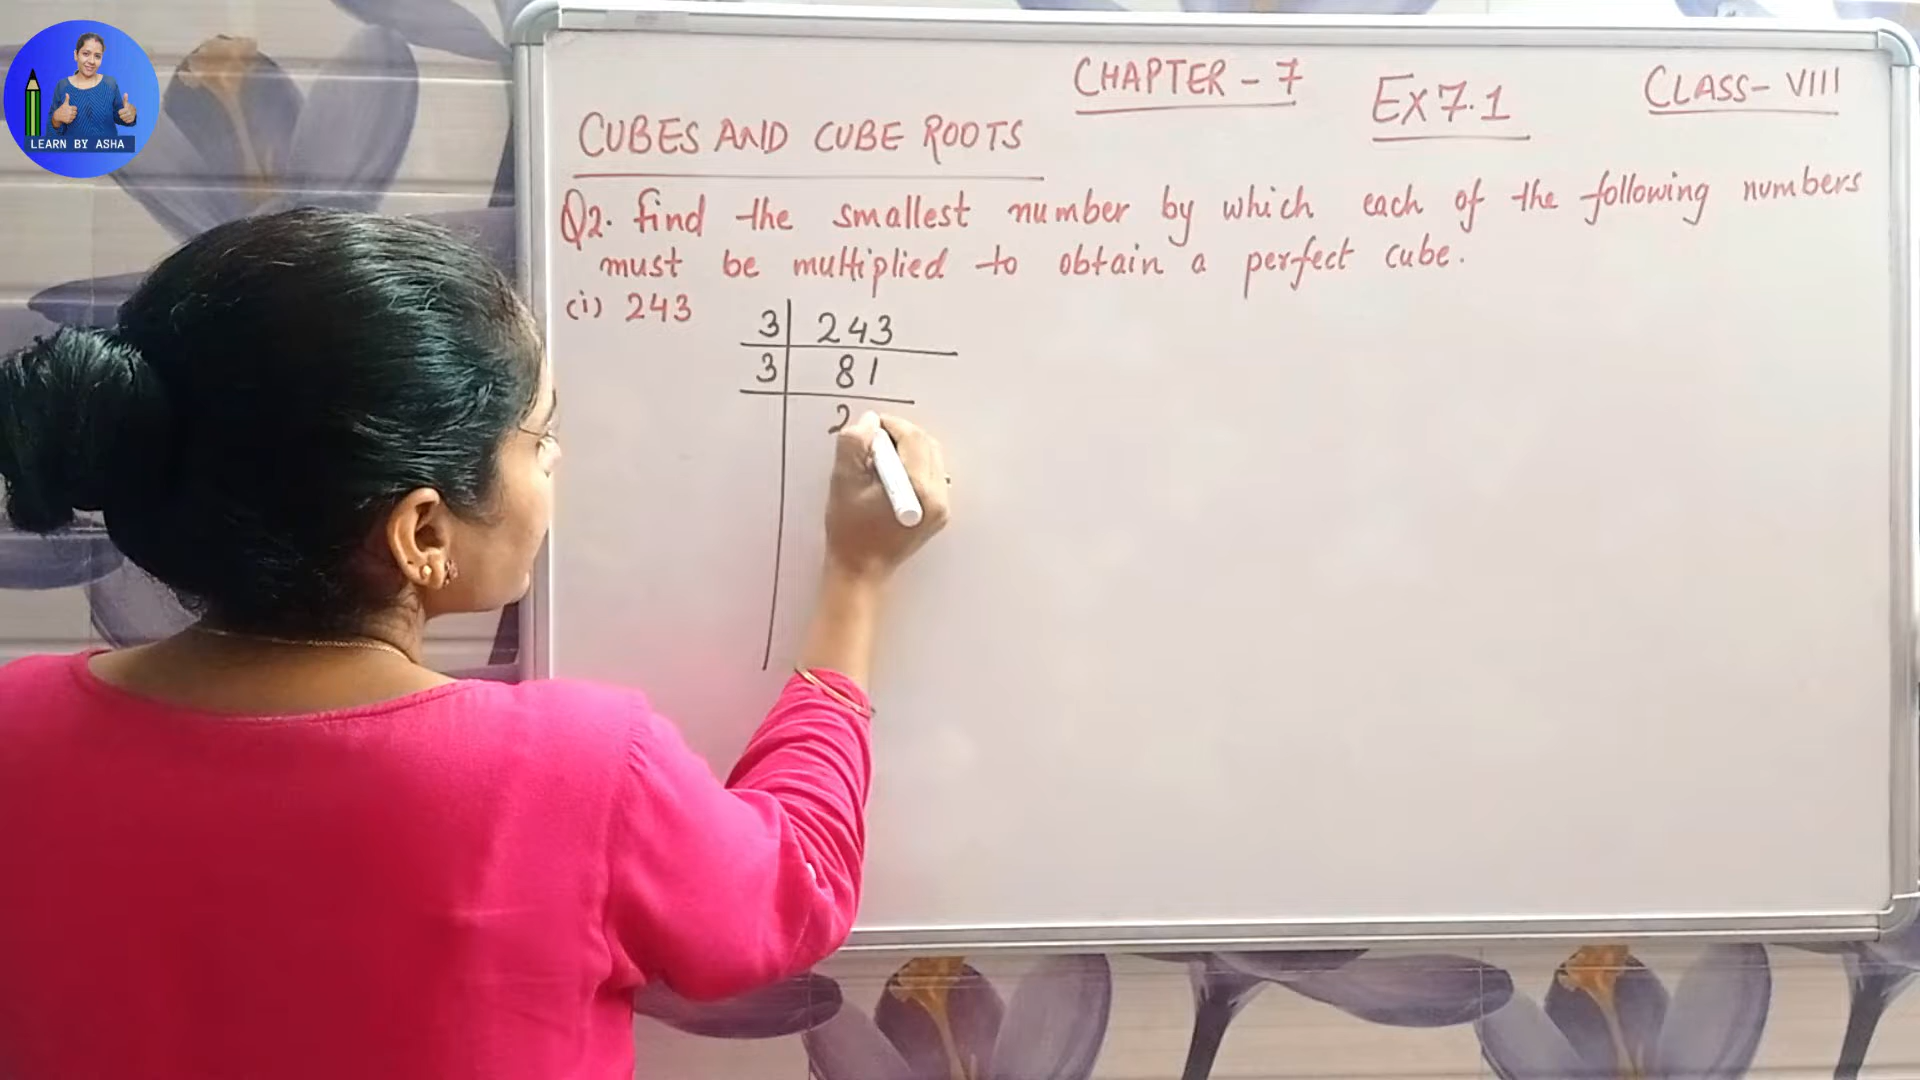 LEARN BY ASHA
CHAPTER - 7
EX 7.1
CLASS - VIII
CUBES AND CUBE ROOTS
Q2. find the smallest number by which each of the following numbers
must be multiplied to obtain a perfect cube.
(i) 243
3 243
3 81
2